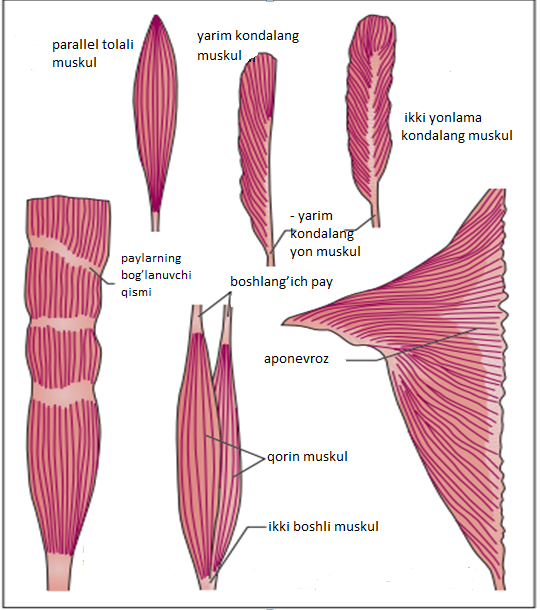 parallel tolali
muskul
yarim kondalang
muskul
ikki yonlama
kondalang muskul
- yarim
kondalang
yon muskul
paylarning
bog'lanuvchi
qismi
boshlang'ich pay
aponevroz
qorin muskul
ikki boshli muskul